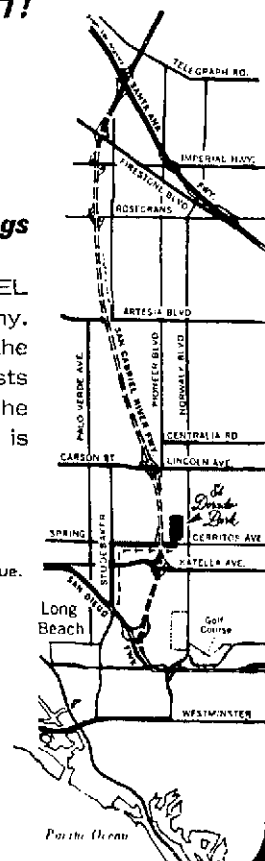 gs
EL
ny.
the
sts
he
is
ue.
TELEGRAPH RD.
SANTA ANA
FWY.
IMPERIAL HWY.
FIRESTONE BLVD
ROSECRANS
ARTESIA BLVD
PALO VERDE AVE.
SAN GABRIEL RIVER FWY
PIONEER BLVD
NORWALK BLVD
CENTRALIA RD
CARSON ST.
LINCOLN AVE.
El
Dorado
Park
SPRING
CERRITOS AVE
STUDEBAKER
KATELLA AVE.
SAN DIEGO
FWY.
Long
Beach
Golf
Course
WESTMINSTER
Pacific Ocean